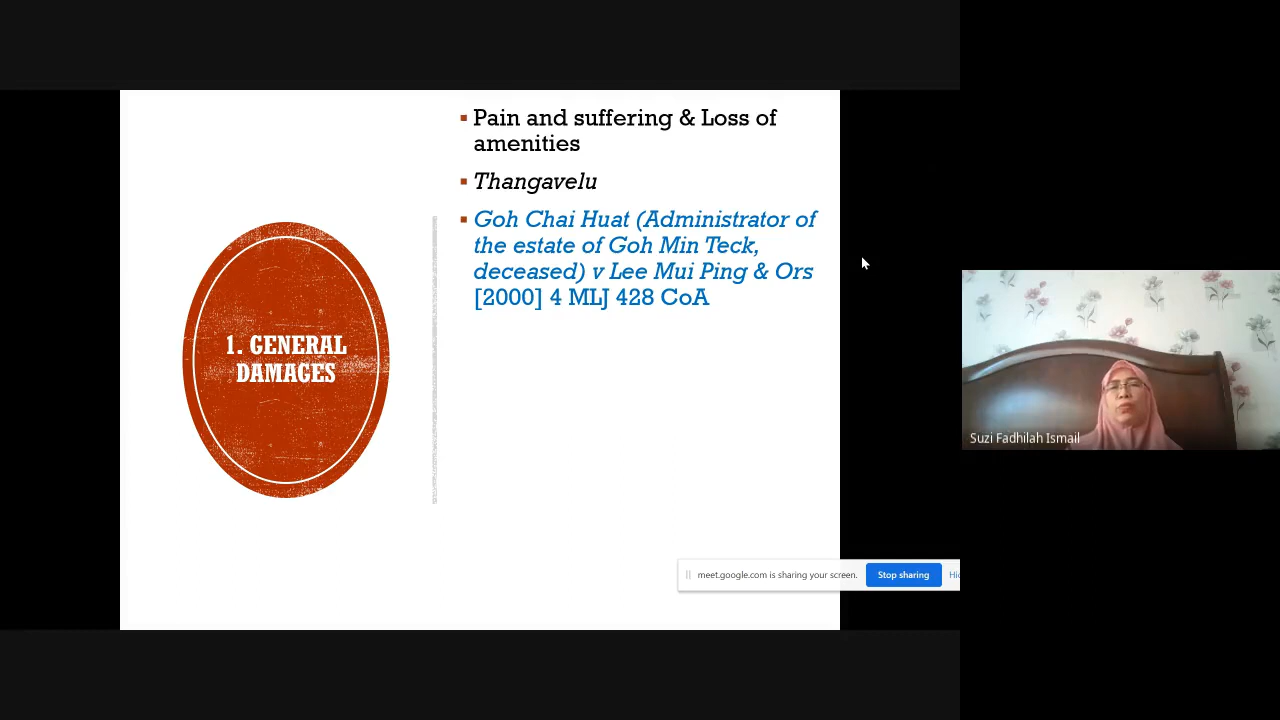 Pain and suffering & Loss of
amenities
Thangavelu
Goh Chai Huat (Administrator of
the estate of Goh Min Teck,
deceased) v Lee Mui Ping & Ors
[2000] 4 MLJ 428 CoA
1. GENERAL
DAMAGES
Suzi Fadhilah Ismail
meet.google.com is sharing your screen.
Stop sharing
Hid